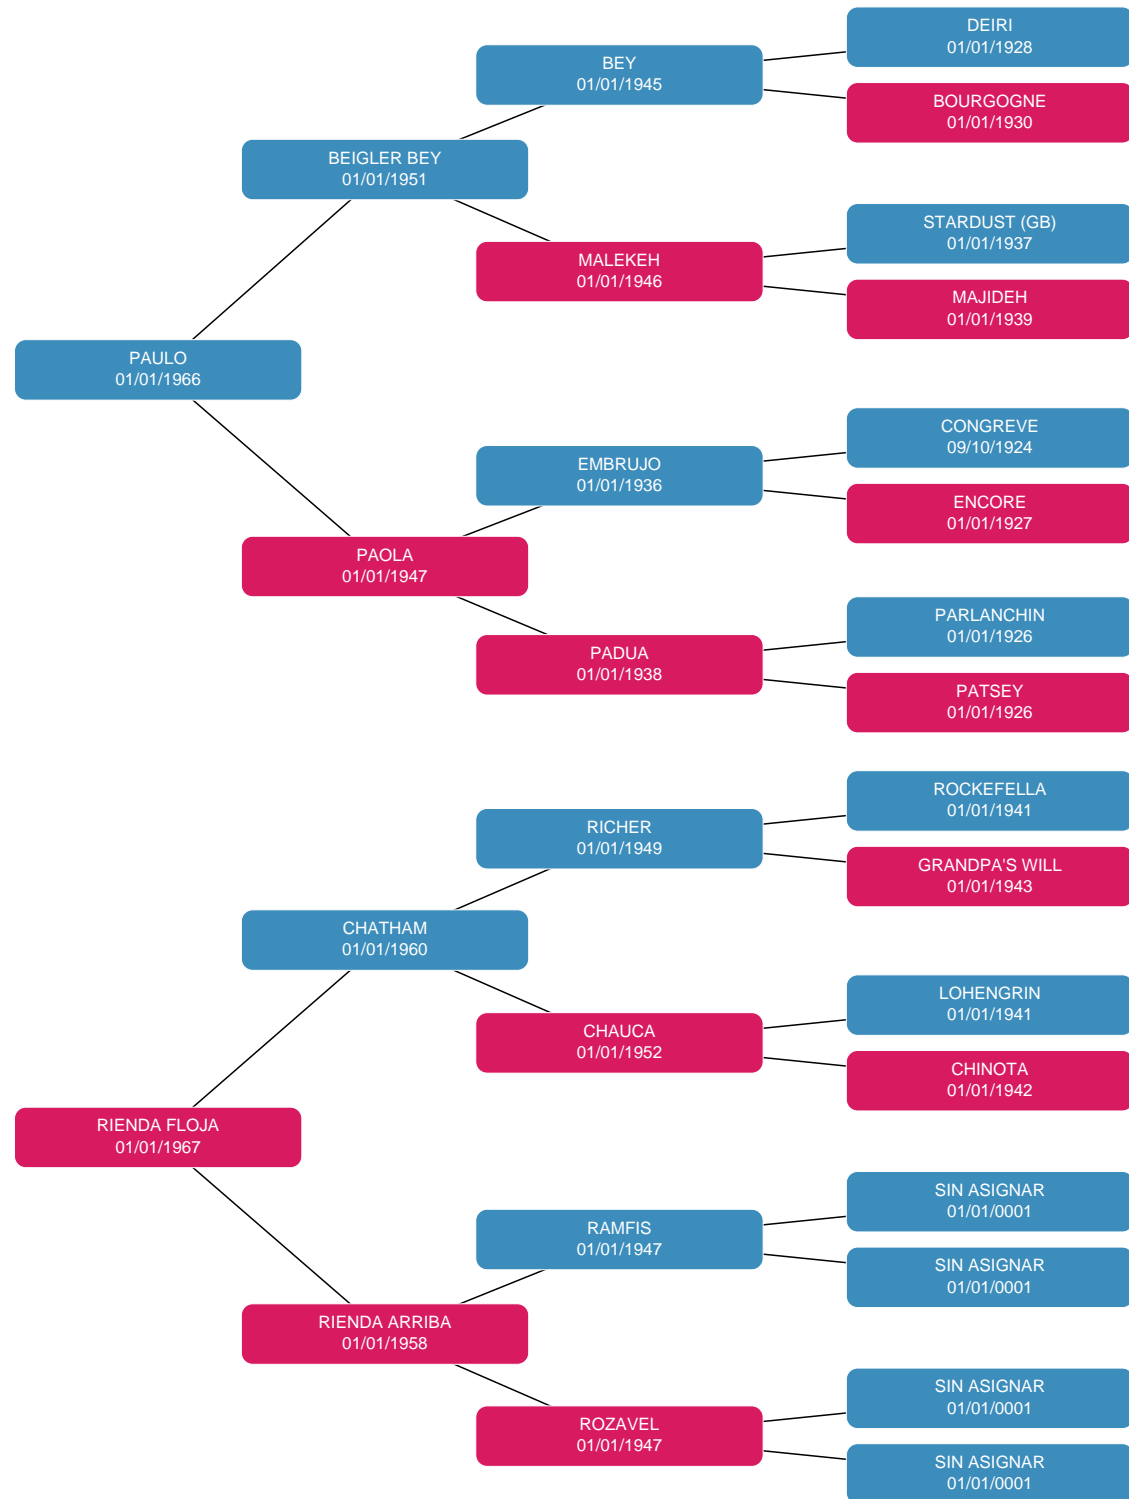 DEIRI
01/01/1928
BEY
01/01/1945
BOURGOGNE
01/01/1930
BEIGLER BEY
01/01/1951
STARDUST (GB)
01/01/1937
MALEKEH
01/01/1946
MAJIDEH
01/01/1939
PAULO
01/01/1966
CONGREVE
09/10/1924
EMBRUJO
01/01/1936
ENCORE
01/01/1927
PAOLA
01/01/1947
PARLANCHIN
01/01/1926
PADUA
01/01/1938
PATSEY
01/01/1926
ROCKEFELLA
01/01/1941
RICHER
01/01/1949
GRANDPA'S WILL
01/01/1943
CHATHAM
01/01/1960
LOHENGRIN
01/01/1941
CHAUCA
01/01/1952
CHINOTA
01/01/1942
RIENDA FLOJA
01/01/1967
SIN ASIGNAR
01/01/0001
RAMFIS
01/01/1947
SIN ASIGNAR
01/01/0001
RIENDA ARRIBA
01/01/1958
SIN ASIGNAR
01/01/0001
ROZAVEL
01/01/1947
SIN ASIGNAR
01/01/0001